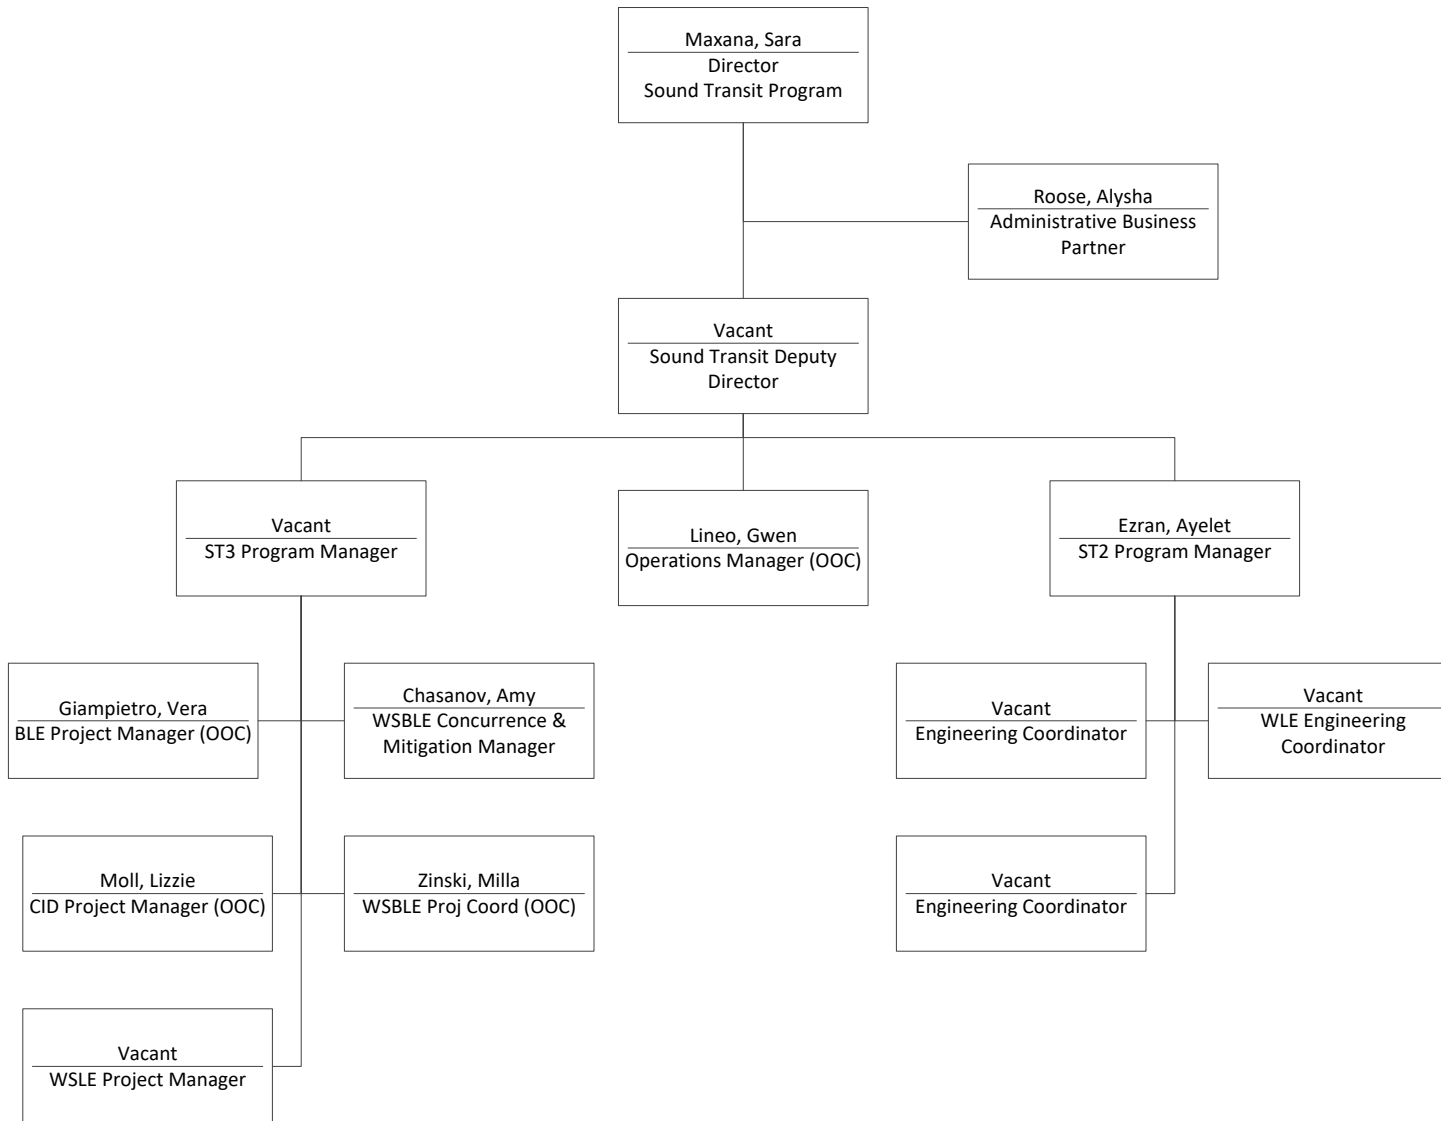 Maxana, Sara
Director
Sound Transit Program
Roose, Alysha
Administrative Business
Partner
Vacant
Sound Transit Deputy
Director
Vacant
ST3 Program Manager
Lineo, Gwen
Operations Manager (OOC)
Ezran, Ayelet
ST2 Program Manager
Giampietro, Vera
BLE Project Manager (OOC)
Chasanov, Amy
WSBLE Concurrence &
Mitigation Manager
Vacant
Engineering Coordinator
Vacant
WLE Engineering
Coordinator
Moll, Lizzie
CID Project Manager (OOC)
Zinski, Milla
WSBLE Proj Coord (OOC)
Vacant
Engineering Coordinator
Vacant
WSLE Project Manager